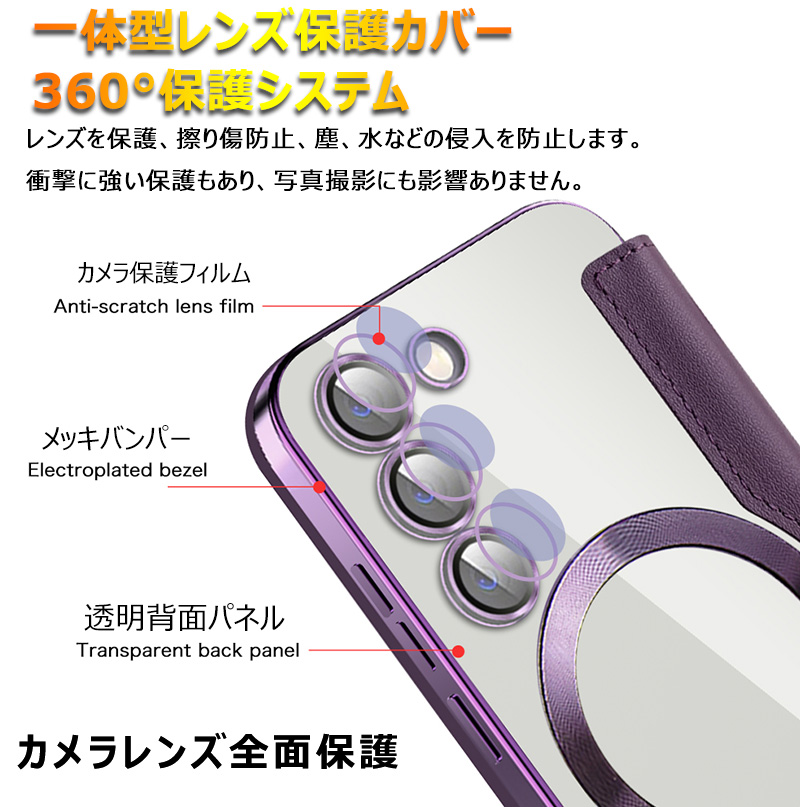 一体型レンズ保護カバー
360°保護システム
レンズを保護、擦り傷防止、塵、水などの侵入を防止します。
衝撃に強い保護もあり、写真撮影にも影響ありません。
カメラ保護フィルム
Anti-scratch lens film
メッキバンパー
Electroplated bezel
透明背面パネル
Transparent back panel
カメラレンズ全面保護